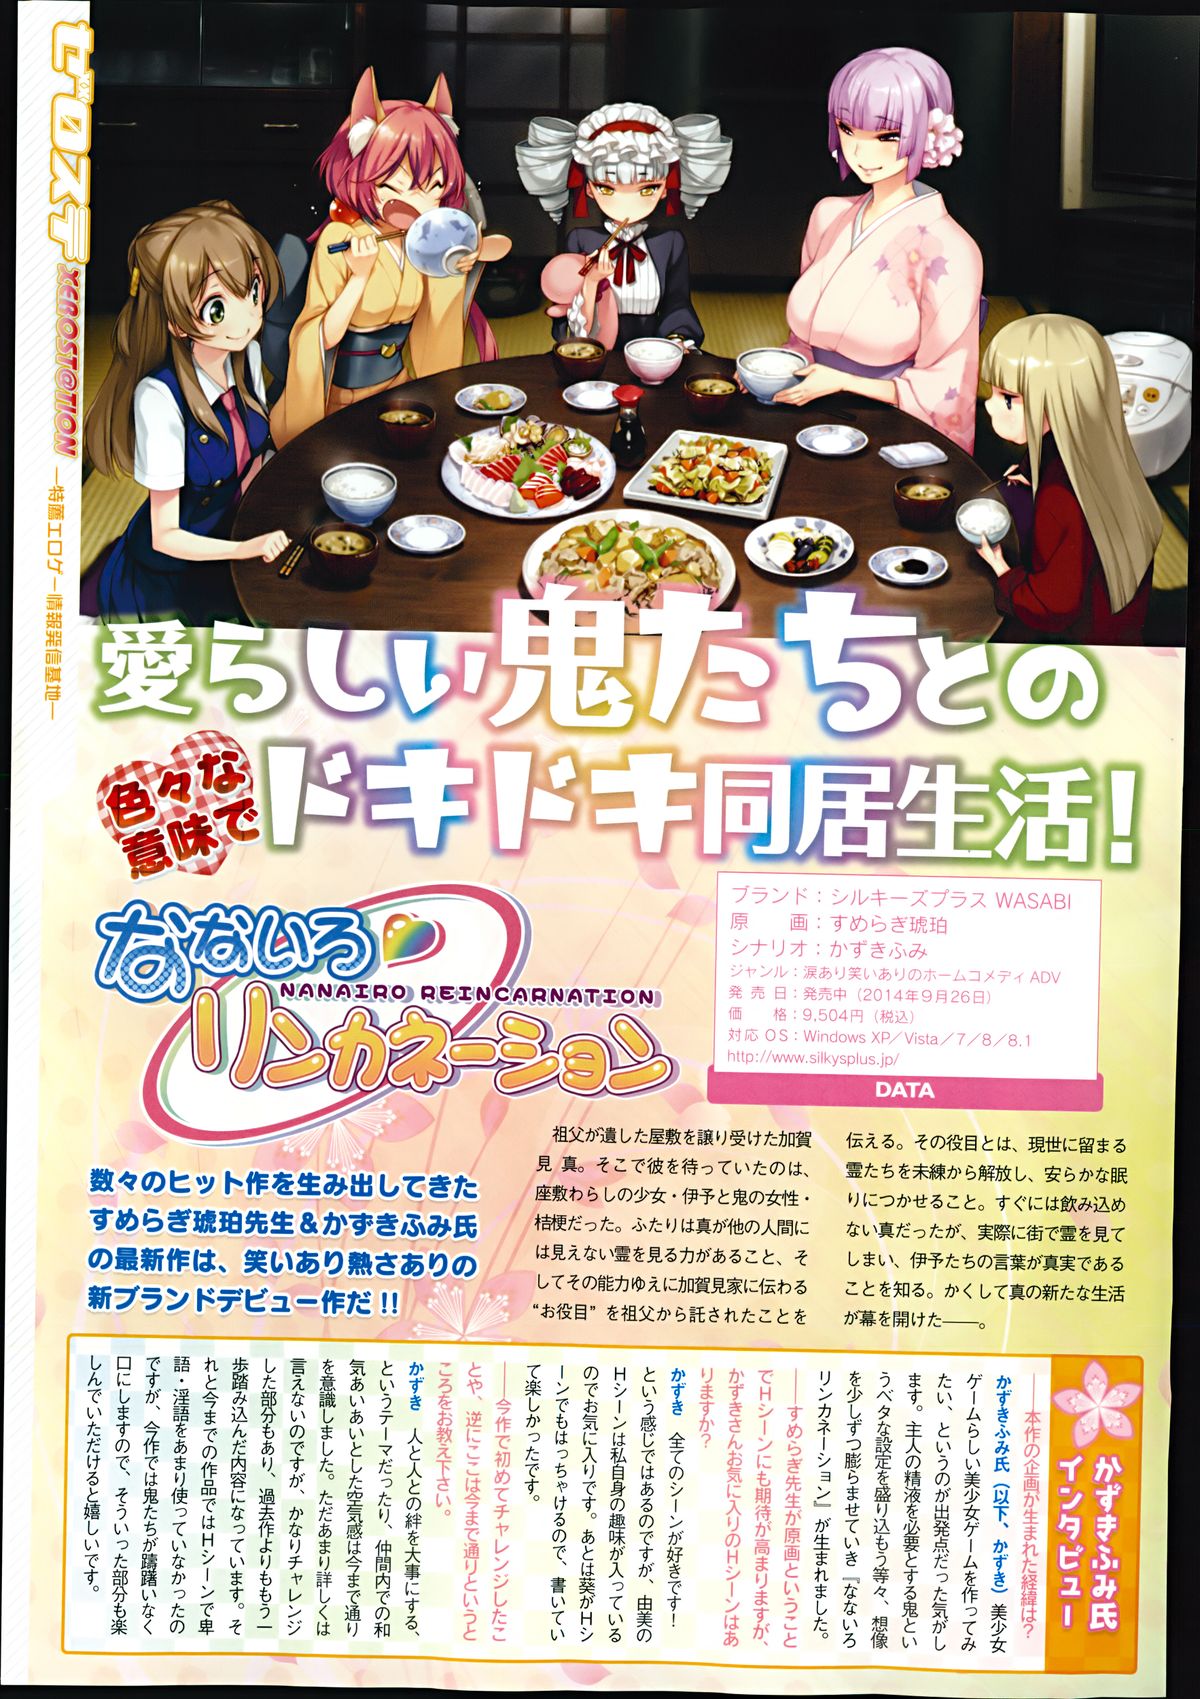 ゼロステ
XEROST@TION
―特薦エロゲー情報発信基地―
愛らしい鬼たちとの
色々な
意味で
ドキドキ同居生活!
なないろ
NANAIRO REINCARNATION
リンカネーション
ブランド：シルキーズプラス WASABI
原　　画：すめらぎ琥珀
シナリオ：かずきふみ
ジャンル：涙あり笑いありのホームコメディ ADV
発 売 日：発売中（2014年9月26日）
価　　格：9,504円（税込）
対応 OS：Windows XP／Vista／7／8／8.1
http://www.silkysplus.jp/
DATA
数々のヒット作を生み出してきた
すめらぎ琥珀先生＆かずきふみ氏
の最新作は、笑いあり熱さありの
新ブランドデビュー作だ!!
祖父が遺した屋敷を譲り受けた加賀
見 真。そこで彼を待っていたのは、
座敷わらしの少女・伊予と鬼の女性・
桔梗だった。ふたりは真が他の人間に
は見えない霊を見る力があること、そ
してその能力ゆえに加賀見家に伝わる
“お役目”を祖父から託されたことを
伝える。その役目とは、現世に留まる
霊たちを未練から解放し、安らかな眠
りにつかせること。すぐには飲み込め
ない真だったが、実際に街で霊を見て
しまい、伊予たちの言葉が真実である
ことを知る。かくして真の新たな生活
が幕を開けた――。
かずきふみ氏
インタビュー
――本作の企画が生まれた経緯は？
かずきふみ氏（以下、かずき） 美少女
ゲームらしい美少女ゲームを作ってみ
たい、というのが出発点だった気がし
ます。主人の精液を必要とする鬼とい
うベタな設定を盛り込もう等々、想像
を少しずつ膨らませていき『なないろ
リンカネーション』が生まれました。
――すめらぎ先生が原画ということ
でHシーンにも期待が高まりますが、
かずきさんお気に入りのHシーンはあ
りますか？
かずき　全てのシーンが好きです！
という感じではあるのですが、由美の
Hシーンは私自身の趣味が入っている
のでお気に入りです。あとは葵がHシ
ーンでもはっちゃけるので、書いてい
て楽しかったです。
――今作で初めてチャレンジしたこ
とや、逆にここは今まで通りというと
ころをお教え下さい。
かずき　人と人との絆を大事にする、
というテーマだったり、仲間内での和
気あいあいとした空気感は今まで通り
を意識しました。ただあまり詳しくは
言えないのですが、かなりチャレンジ
した部分もあり、過去作よりももう一
歩踏み込んだ内容になっています。そ
れと今までの作品ではHシーンで卑
語・淫語をあまり使っていなかったの
ですが、今作では鬼たちが躊躇いなく
口にしますので、そういった部分も楽
しんでいただけると嬉しいです。